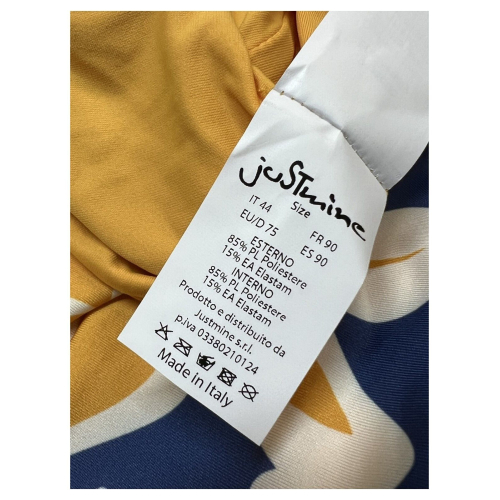 juSTmine
Size
IT 44 FR 90
EU/D 75 ES 90
ESTERNO
85% PL Poliestere
15% EA Elastam
INTERNO
85% PL Poliestere
15% EA Elastam
Prodotto e distribuito da
Justmine s.r.l.
p.iva 03380210124
Made in Italy